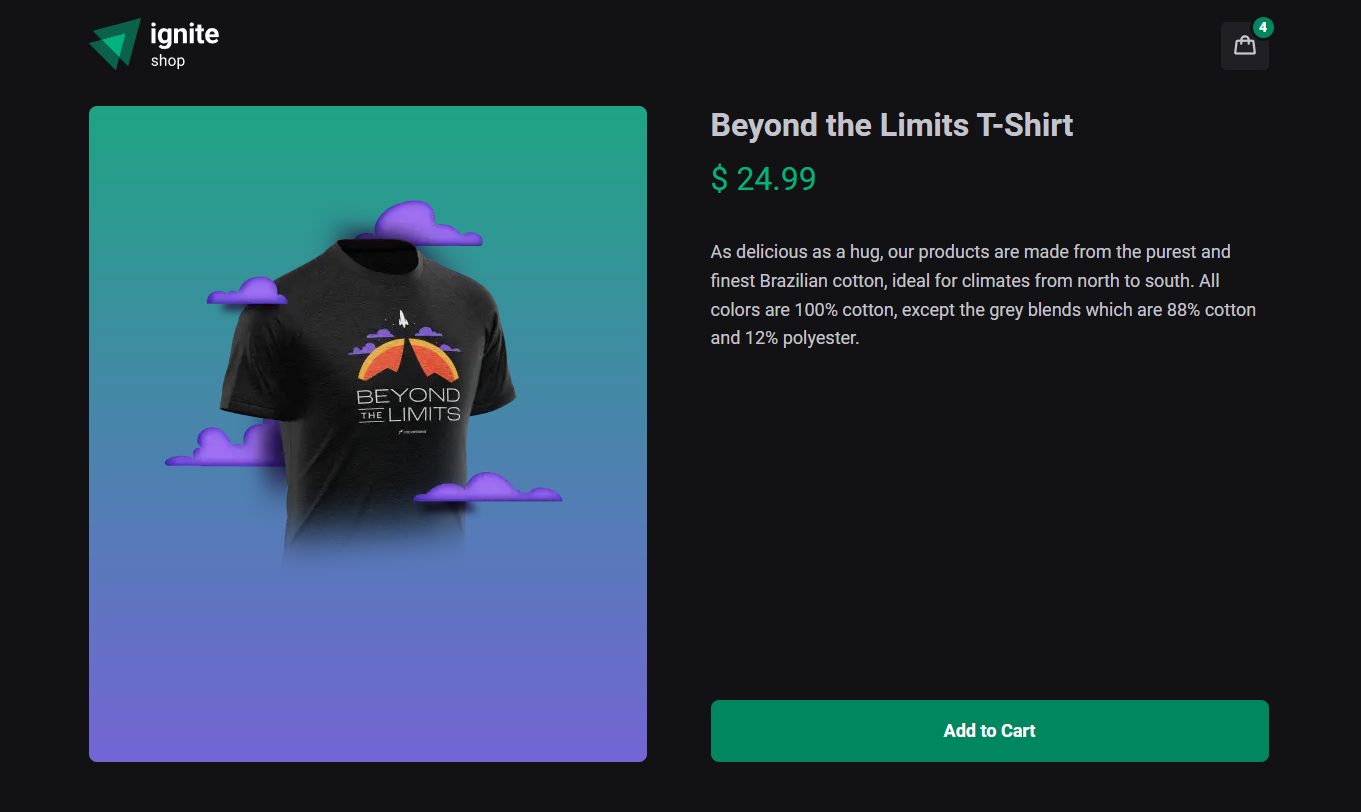 ignite
shop
4
Beyond the Limits T-Shirt
$ 24.99
As delicious as a hug, our products are made from the purest and
finest Brazilian cotton, ideal for climates from north to south. All
colors are 100% cotton, except the grey blends which are 88% cotton
and 12% polyester.
BEYOND
THE LIMITS
Add to Cart